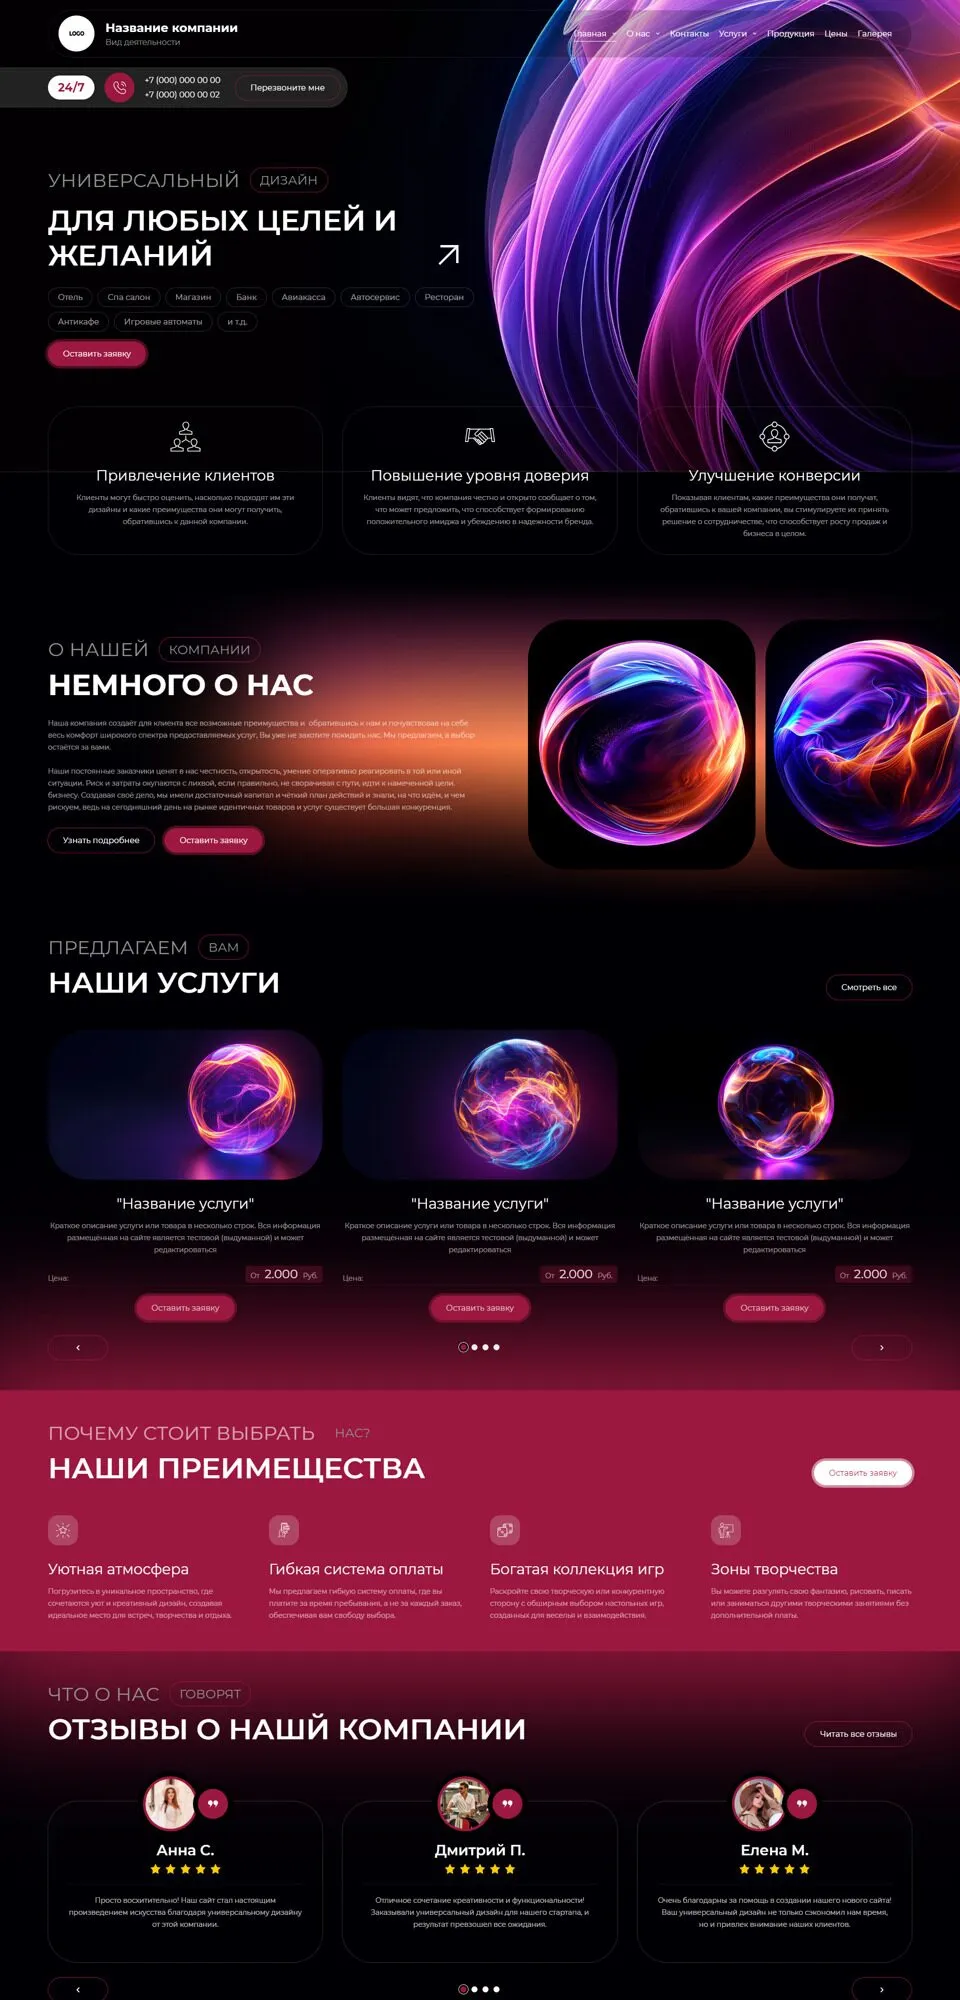 LOGO
Название компании
Вид деятельности
Главная О нас Контакты Услуги Продукция Цены Галерея
24/7
+7 (000) 000 00 00
+7 (000) 000 00 02
Перезвоните мне
УНИВЕРСАЛЬНЫЙ ДИЗАЙН
ДЛЯ ЛЮБЫХ ЦЕЛЕЙ И
ЖЕЛАНИЙ
Отель Спа салон Магазин Банк Авиакасса Автосервис Ресторан
Антикафе Игровые автоматы и т.д.
Оставить заявку
Привлечение клиентов
Клиенты могут быстро оценить, насколько подходят им эти
дизайны и какие преимущества они могут получить,
обратившись к данной компании.
Повышение уровня доверия
Клиенты видят, что компания честно и открыто сообщает о том,
что может предложить, что способствует формированию
положительного имиджа и убеждению в надежности бренда.
Улучшение конверсии
Показывая клиентам, какие преимущества они получат,
обратившись к вашей компании, вы стимулируете их принять
решение о сотрудничестве, что способствует росту продаж и
бизнеса в целом.
О НАШЕЙ КОМПАНИИ
НЕМНОГО О НАС
Наша компания создаёт для клиента все возможные преимущества и обратившись к нам и почувствовав на себе
весь комфорт широкого спектра предоставляемых услуг, Вы уже не захотите покидать нас. Мы предлагаем, а выбор
остаётся за вами.
Наши постоянные заказчики ценят в нас честность, открытость, умение оперативно реагировать в той или иной
ситуации. Риск и затраты окупаются с лихвой, если правильно, не сворачивая с пути, идти к намеченной цели.
бизнесу. Создавая своё дело, мы имели достаточный капитал и чёткий план действий и знали, на что идём, и чем
рискуем, ведь на сегодняшний день на рынке идентичных товаров и услуг существует большая конкуренция.
Узнать подробнее Оставить заявку
ПРЕДЛАГАЕМ ВАМ
НАШИ УСЛУГИ
Смотреть все
"Название услуги"
Краткое описание услуги или товара в несколько строк. Вся информация
размещённая на сайте является тестовой (выдуманной) и может
редактироваться
Цена: От 2.000 Руб.
Оставить заявку
"Название услуги"
Краткое описание услуги или товара в несколько строк. Вся информация
размещённая на сайте является тестовой (выдуманной) и может
редактироваться
Цена: От 2.000 Руб.
Оставить заявку
"Название услуги"
Краткое описание услуги или товара в несколько строк. Вся информация
размещённая на сайте является тестовой (выдуманной) и может
редактироваться
Цена: От 2.000 Руб.
Оставить заявку
ПОЧЕМУ СТОИТ ВЫБРАТЬ НАС?
НАШИ ПРЕИМЕЩЕСТВА
Оставить заявку
Уютная атмосфера
Погрузитесь в уникальное пространство, где
сочетаются уют и креативный дизайн, создавая
идеальное место для встреч, творчества и отдыха.
Гибкая система оплаты
Мы предлагаем гибкую систему оплаты, где вы
платите за время пребывания, а не за каждый заказ,
обеспечивая вам свободу выбора.
Богатая коллекция игр
Раскройте свою творческую или конкурентную
сторону с обширным выбором настольных игр,
созданных для веселья и взаимодействия.
Зоны творчества
Вы можете разгулять свою фантазию, рисовать, писать
или заниматься другими творческими занятиями без
дополнительной платы.
ЧТО О НАС ГОВОРЯТ
ОТЗЫВЫ О НАШЙ КОМПАНИИ
Читать все отзывы
Анна С.
Просто восхитительно! Наш сайт стал настоящим
произведением искусства благодаря универсальному дизайну
от этой компании.
Дмитрий П.
Отличное сочетание креативности и функциональности!
Заказывали универсальный дизайн для нашего стартапа, и
результат превзошел все ожидания.
Елена М.
Очень благодарны за помощь в создании нашего нового сайта!
Ваш универсальный дизайн не только сэкономил нам время,
но и привлек внимание наших клиентов.